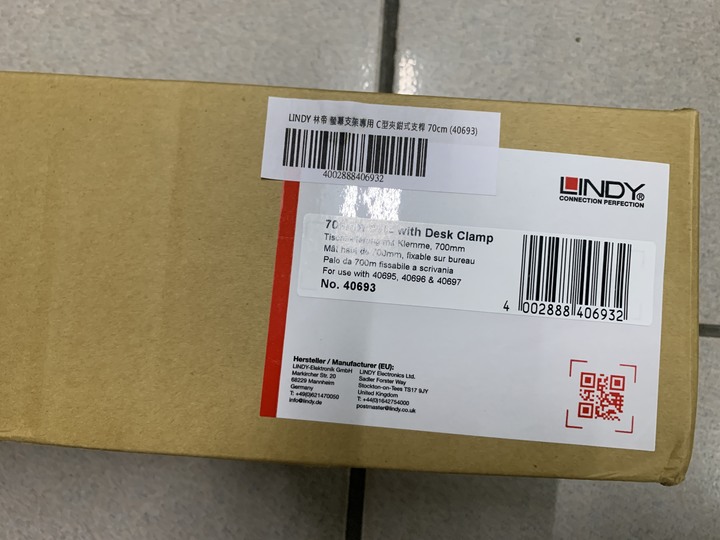 LINDY 林帝 螢幕支架專用 C型夾鉗式支桿 70cm (40693)
4002888406932
LINDY®
CONNECTION PERFECTION
with Desk Clamp
Klemme, 700mm
Mât de 700mm, fixable sur bureau
Palo da 700m fissabile a scrivania
For use with 40695, 40696 & 40697
No. 40693
4 002888 406932
Hersteller / Manufacturer (EU):
LINDY-Elektronik GmbH LINDY Electronics Ltd.
Markircher Str. 20 Sadler Forster Way
68229 Mannheim Stockton-on-Tees TS17 9JY
Germany United Kingdom
T: +49(0)621470050 T: +44(0)1642754000
info@lindy.de postmaster@lindy.co.uk